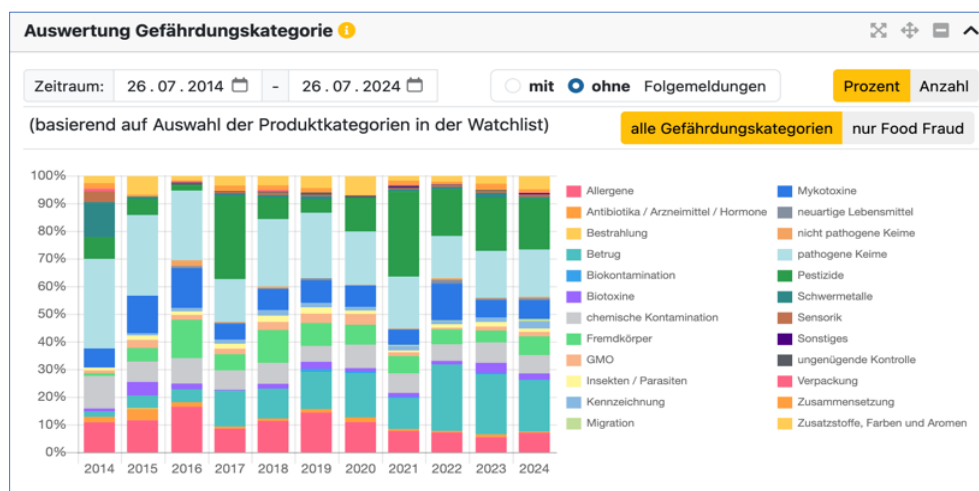 Auswertung Gefährdungskategorie
Zeitraum: 26.07.2014 - 26.07.2024 mit ohne Folgemeldungen Prozent Anzahl
(basierend auf Auswahl der Produktkategorien in der Watchlist) alle Gefährdungskategorien nur Food Fraud
100%
90%
80%
70%
60%
50%
40%
30%
20%
10%
0%
2014 2015 2016 2017 2018 2019 2020 2021 2022 2023 2024
Allergene
Antibiotika / Arzneimittel / Hormone
Bestrahlung
Betrug
Biokontamination
Biotoxine
chemische Kontamination
Fremdkörper
GMO
Insekten / Parasiten
Kennzeichnung
Migration
Mykotoxine
neuartige Lebensmittel
nicht pathogene Keime
pathogene Keime
Pestizide
Schwermetalle
Sensorik
Sonstiges
ungenügende Kontrolle
Verpackung
Zusammensetzung
Zusatzstoffe, Farben und Aromen